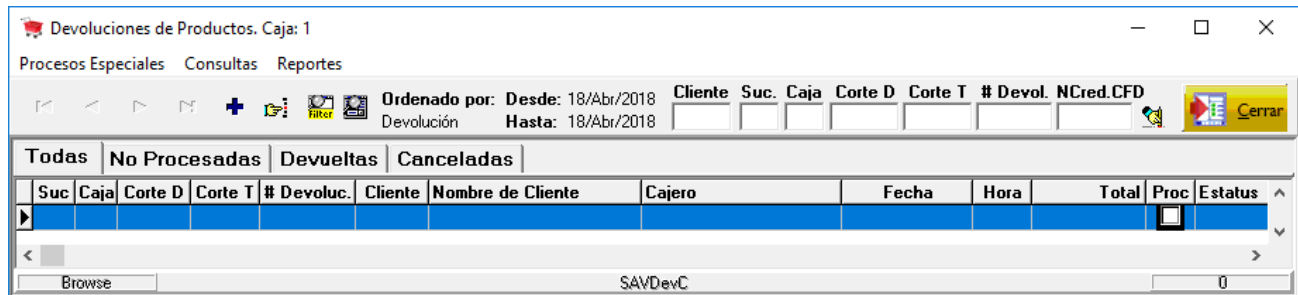 Devoluciones de Productos. Caja: 1
Procesos Especiales Consultas Reportes
Filter Ordenado por: Desde: 18/Abr/2018 Cliente Suc. Caja Corte D Corte T # Devol. NCred.CFD Cerrar
Devolución Hasta: 18/Abr/2018
Todas No Procesadas Devueltas Canceladas
Suc Caja Corte D Corte T # Devoluc. Cliente Nombre de Cliente Cajero Fecha Hora Total Proc Estatus
Browse SAVDevC 0